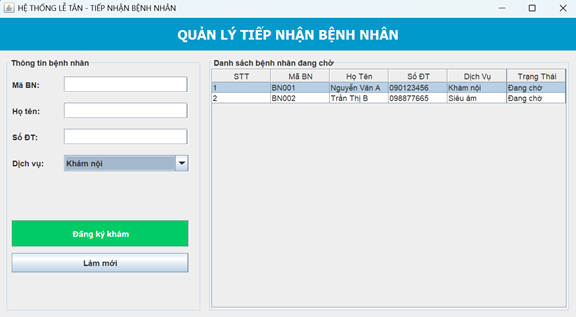 HỆ THỐNG LỄ TÂN - TIẾP NHẬN BỆNH NHÂN
QUẢN LÝ TIẾP NHẬN BỆNH NHÂN
Thông tin bệnh nhân
Mã BN:
Họ tên:
Số ĐT:
Dịch vụ: Khám nội
Đăng ký khám
Làm mới
Danh sách bệnh nhân đang chờ
STT Mã BN Họ Tên Số ĐT Dịch Vụ Trạng Thái
1 BN001 Nguyễn Văn A 090123456 Khám nội Đang chờ
2 BN002 Trần Thị B 098877665 Siêu âm Đang chờ